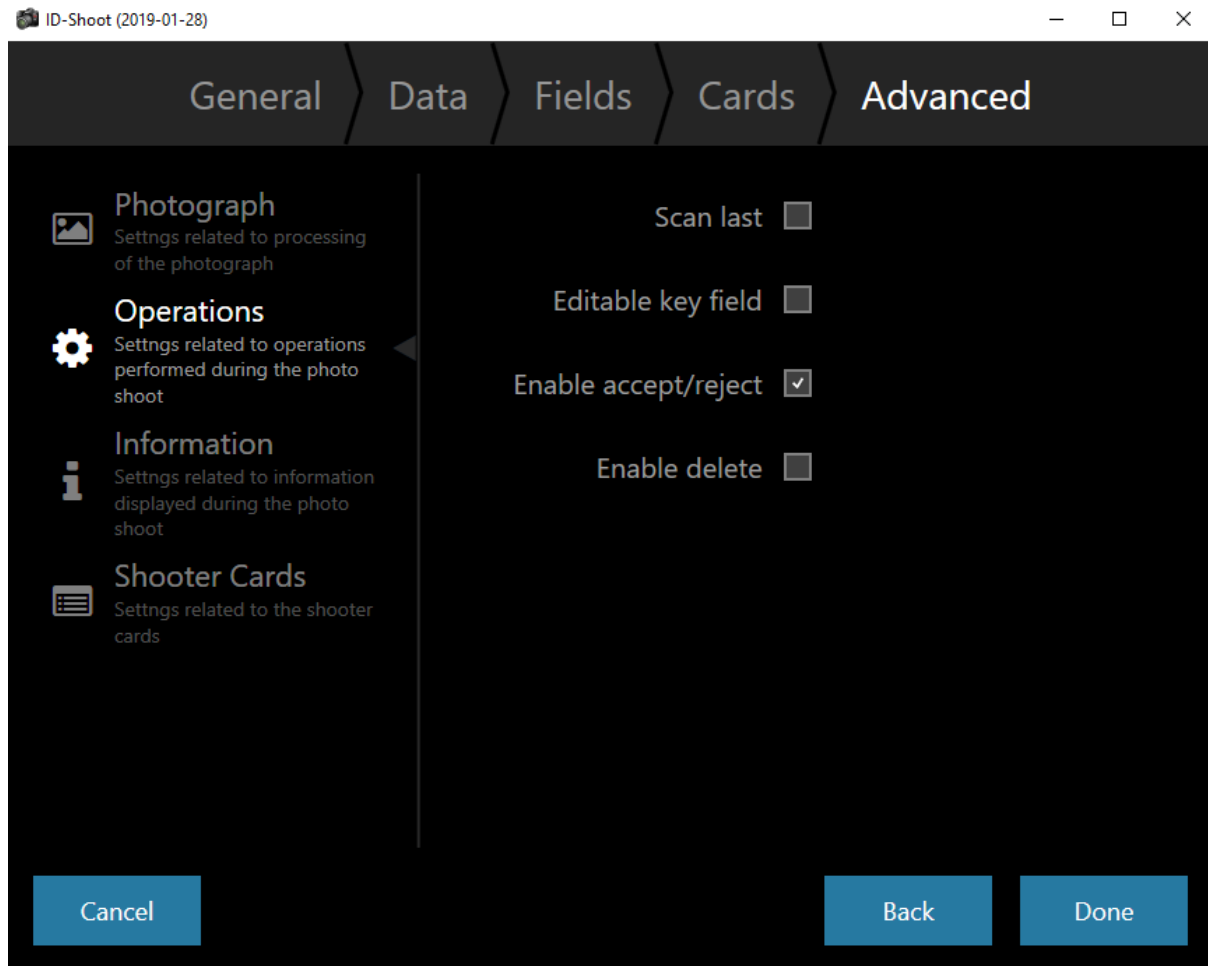 ID-Shoot (2019-01-28)
General
Data
Fields
Cards
Advanced
Photograph
Settngs related to processing
of the photograph
Operations
Settngs related to operations
performed during the photo
shoot
Information
Settngs related to information
displayed during the photo
shoot
Shooter Cards
Settngs related to the shooter
cards
Scan last
Editable key field
Enable accept/reject
Enable delete
Cancel
Back
Done